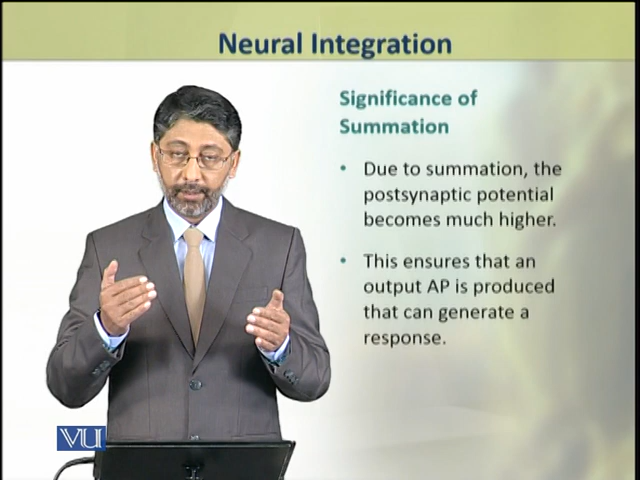 Neural Integration
Significance of
Summation
• Due to summation, the
postsynaptic potential
becomes much higher.
• This ensures that an
output AP is produced
that can generate a
response.
VU